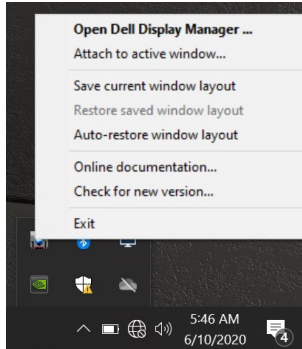 Open Dell Display Manager ...
Attach to active window...
Save current window layout
Restore saved window layout
Auto-restore window layout
Online documentation...
Check for new version...
Exit
5:46 AM
6/10/2020
4